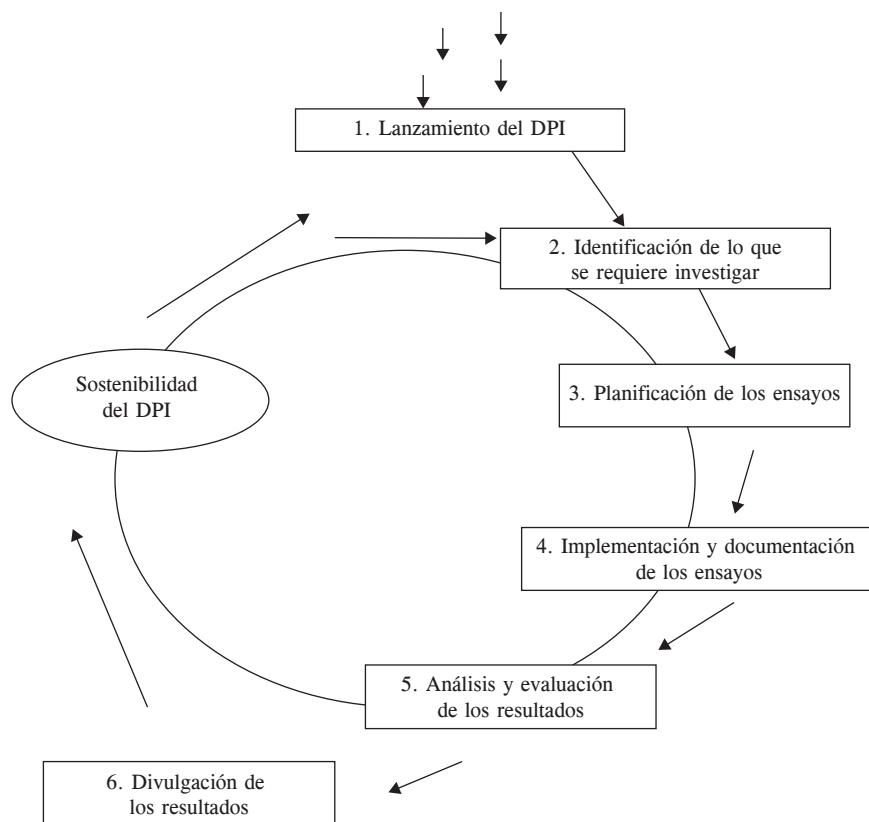 1. Lanzamiento del DPI
2. Identificación de lo que
se requiere investigar
Sostenibilidad
del DPI
3. Planificación de los ensayos
4. Implementación y documentación
de los ensayos
5. Análisis y evaluación
de los resultados
6. Divulgación de
los resultados